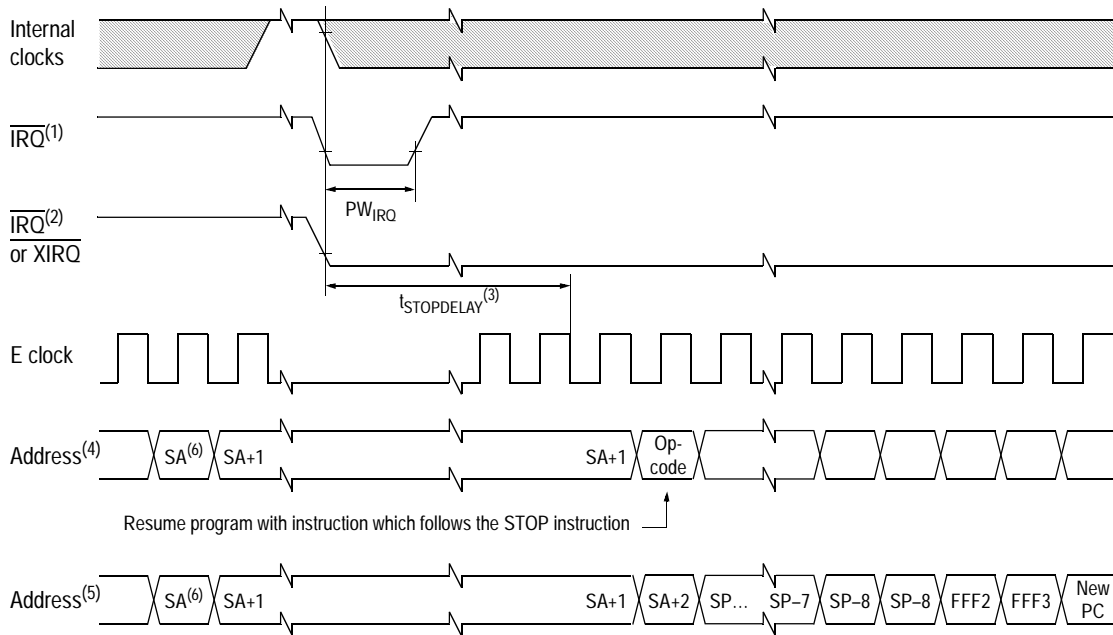 Internal
clocks
IRQ(1)
PWIRQ
IRQ(2)
or XIRQ
tSTOPDELAY(3)
E clock
Address(4) SA(6) SA+1 SA+1 Op-
code
Resume program with instruction which follows the STOP instruction
Address(5) SA(6) SA+1 SA+1 SA+2 SP... SP–7 SP–8 SP–8 FFF2 FFF3 New
PC